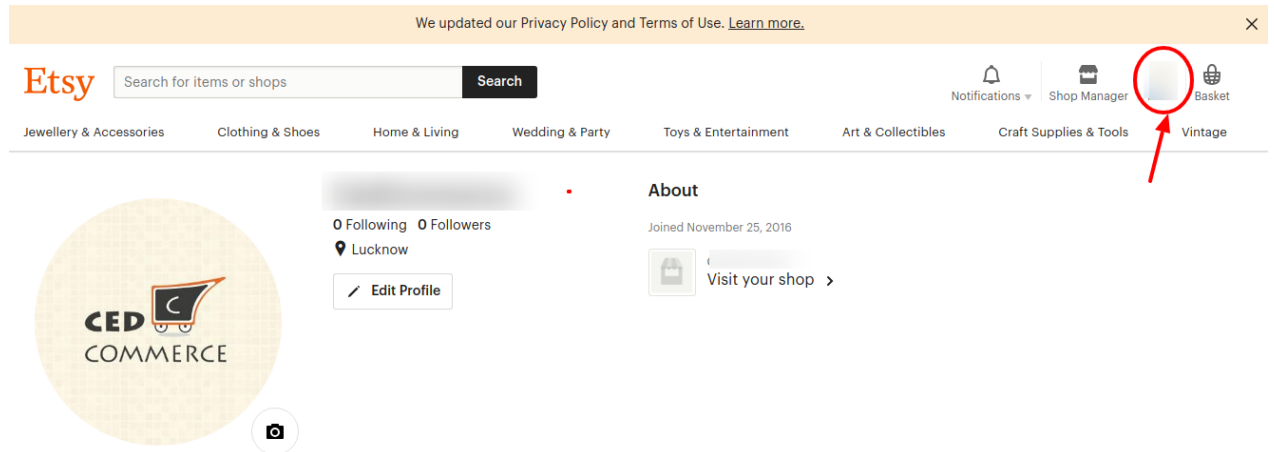 We updated our Privacy Policy and Terms of Use. Learn more.
Etsy
Search for items or shops
Search
Notifications
Shop Manager
Basket
Jewellery & Accessories
Clothing & Shoes
Home & Living
Wedding & Party
Toys & Entertainment
Art & Collectibles
Craft Supplies & Tools
Vintage
0 Following 0 Followers
Lucknow
Edit Profile
About
Joined November 25, 2016
Visit your shop
C
CED
COMMERCE